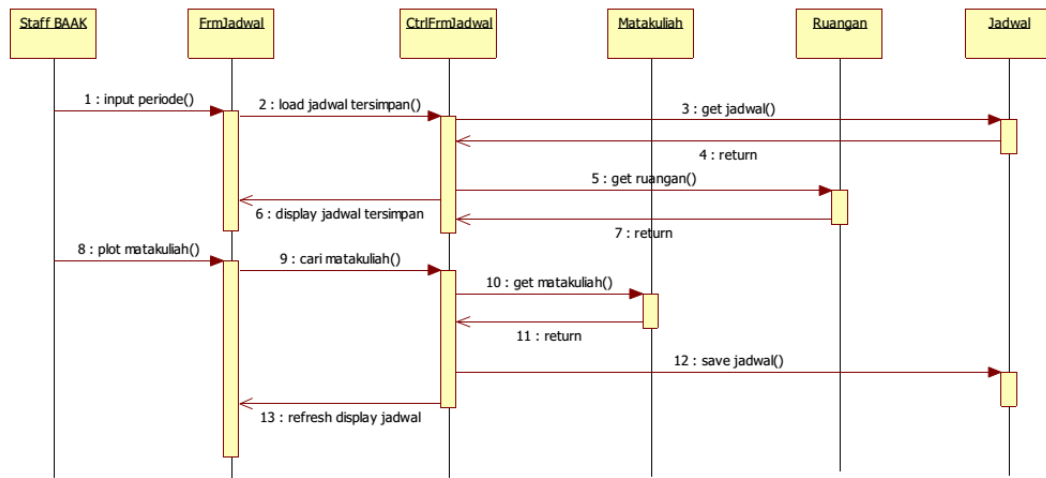 Staff BAAK
FrmJadwal
CtrlFrmJadwal
Matakuliah
Ruangan
Jadwal
1 : input periode()
2 : load jadwal tersimpan()
3 : get jadwal()
4 : return
5 : get ruangan()
6 : display jadwal tersimpan
7 : return
8 : plot matakuliah()
9 : cari matakuliah()
10 : get matakuliah()
11 : return
12 : save jadwal()
13 : refresh display jadwal